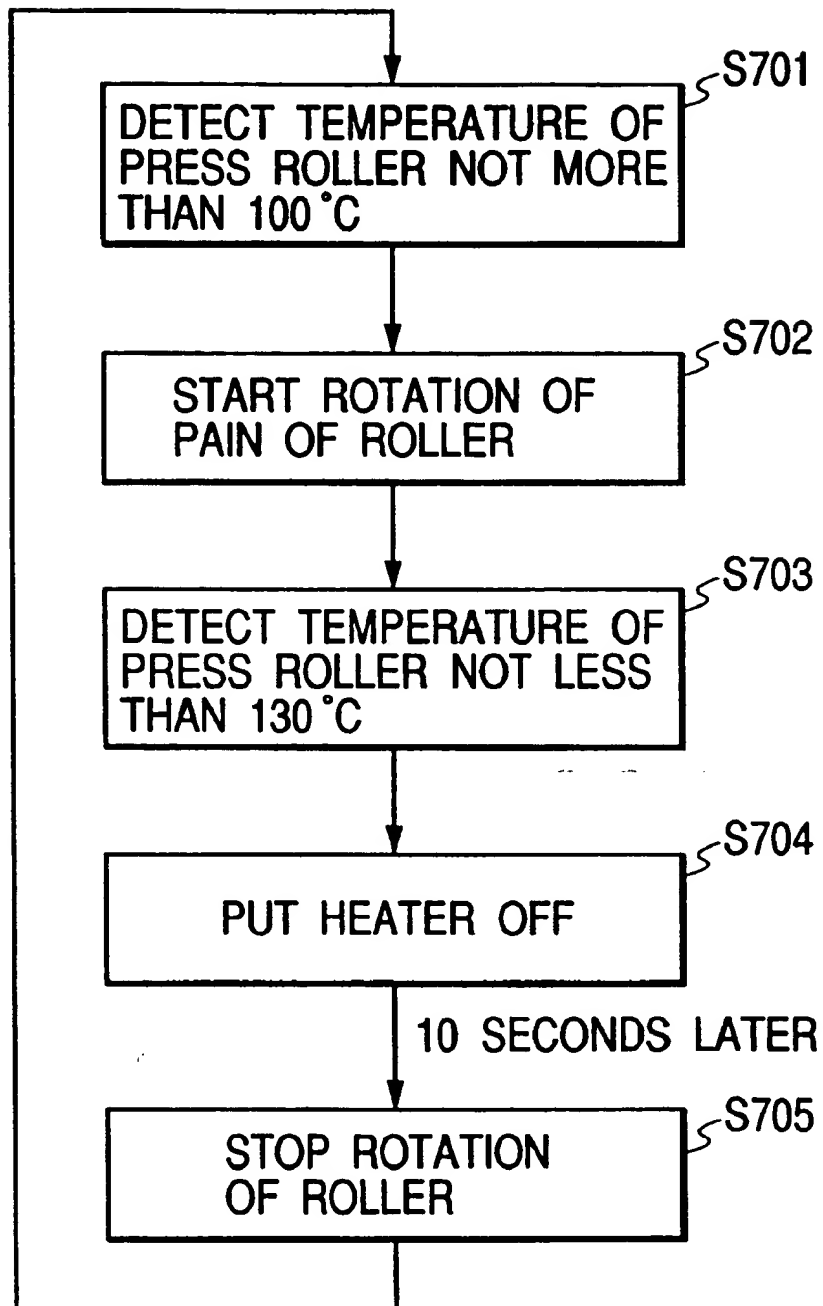 S701
DETECT TEMPERATURE OF
PRESS ROLLER NOT MORE
THAN 100°C
S702
START ROTATION OF
PAIN OF ROLLER
S703
DETECT TEMPERATURE OF
PRESS ROLLER NOT LESS
THAN 130°C
S704
PUT HEATER OFF
10 SECONDS LATER
S705
STOP ROTATION
OF ROLLER